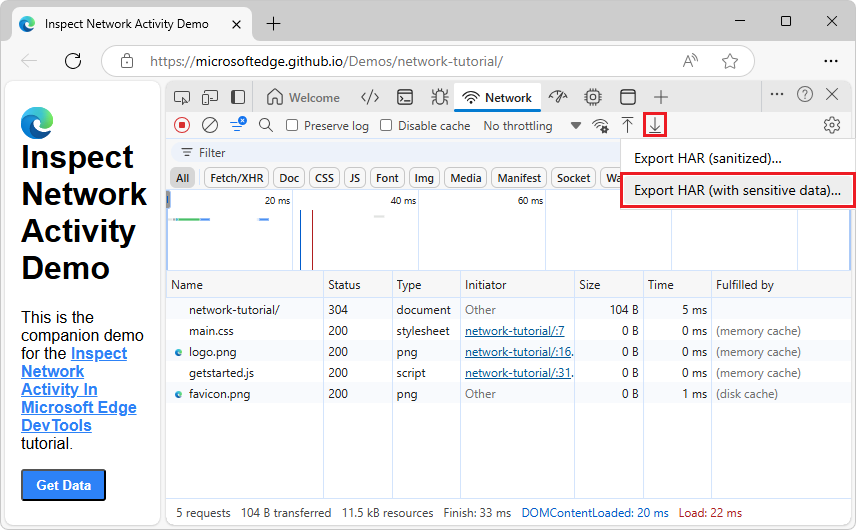 Inspect Network Activity Demo
https://microsoftedge.github.io/Demos/network-tutorial/
Inspect
Network
Activity
Demo
This is the
companion demo
for the Inspect
Network
Activity In
Microsoft Edge
DevTools
tutorial.
Get Data
Welcome
Network
Preserve log
Disable cache
No throttling
Export HAR (sanitized)...
Export HAR (with sensitive data)...
Filter
All Fetch/XHR Doc CSS JS Font Img Media Manifest Socket
20 ms 40 ms 60 ms
Name Status Type Initiator Size Time Fulfilled by
network-tutorial/ 304 document Other 104 B 5 ms
main.css 200 stylesheet network-tutorial/:7 0 B 0 ms (memory cache)
logo.png 200 png network-tutorial/:16. 0 B 0 ms (memory cache)
getstarted.js 200 script network-tutorial/:31. 0 B 0 ms (memory cache)
favicon.png 200 png Other 0 B 1 ms (disk cache)
5 requests 104 B transferred 11.5 kB resources Finish: 33 ms DOMContentLoaded: 20 ms Load: 22 ms